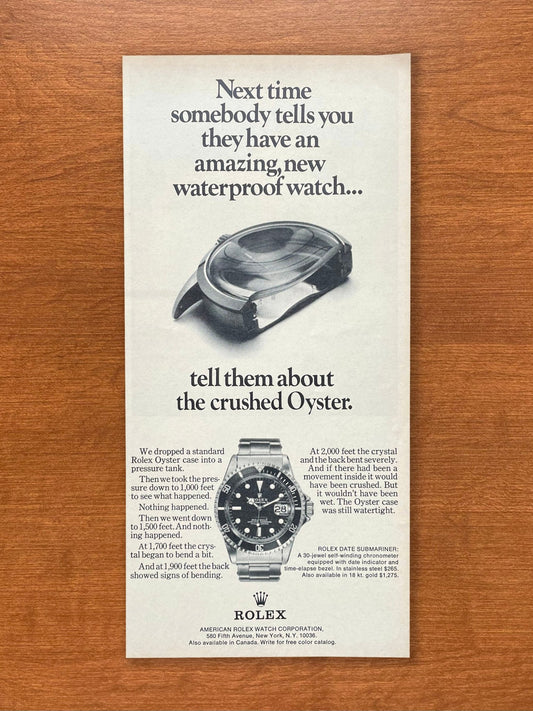 Next time
somebody tells you
they have an
amazing, new
waterproof watch...
tell them about
the crushed Oyster.
We dropped a standard
Rolex Oyster case into a
pressure tank.
Then we took the pres-
sure down to 1,000 feet
to see what happened.
Nothing happened.
Then we went down
to 1,500 feet. And noth-
ing happened.
At 1,700 feet the crys-
tal began to bend a bit.
And at 1,900 feet the back
showed signs of bending.
At 2,000 feet the crystal
and the back bent severely.
And if there had been a
movement inside it would
have been crushed. But
it wouldn't have been
wet. The Oyster case
was still watertight.
ROLEX DATE SUBMARINER:
A 30-jewel self-winding chronometer
equipped with date indicator and
time-elapse bezel. In stainless steel $265.
Also available in 18 kt. gold $1,275.
ROLEX
AMERICAN ROLEX WATCH CORPORATION,
580 Fifth Avenue, New York, N.Y. 10036.
Also available in Canada. Write for free color catalog.